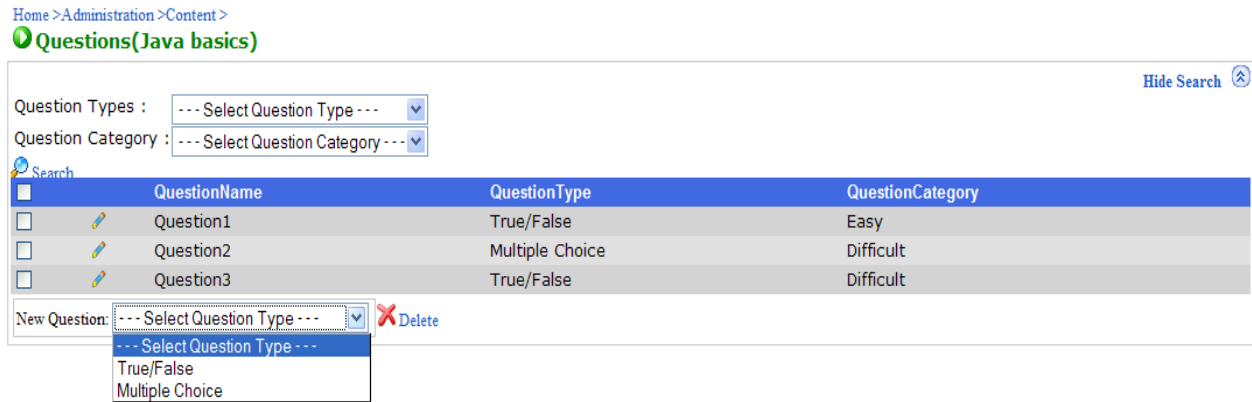 Home >Administration >Content >
Questions(Java basics)
Hide Search
Question Types : - - - Select Question Type - - -
Question Category : - - - Select Question Category - - -
Search
QuestionName QuestionType QuestionCategory
Question1 True/False Easy
Question2 Multiple Choice Difficult
Question3 True/False Difficult
New Question: - - - Select Question Type - - - Delete
- - - Select Question Type - - -
True/False
Multiple Choice